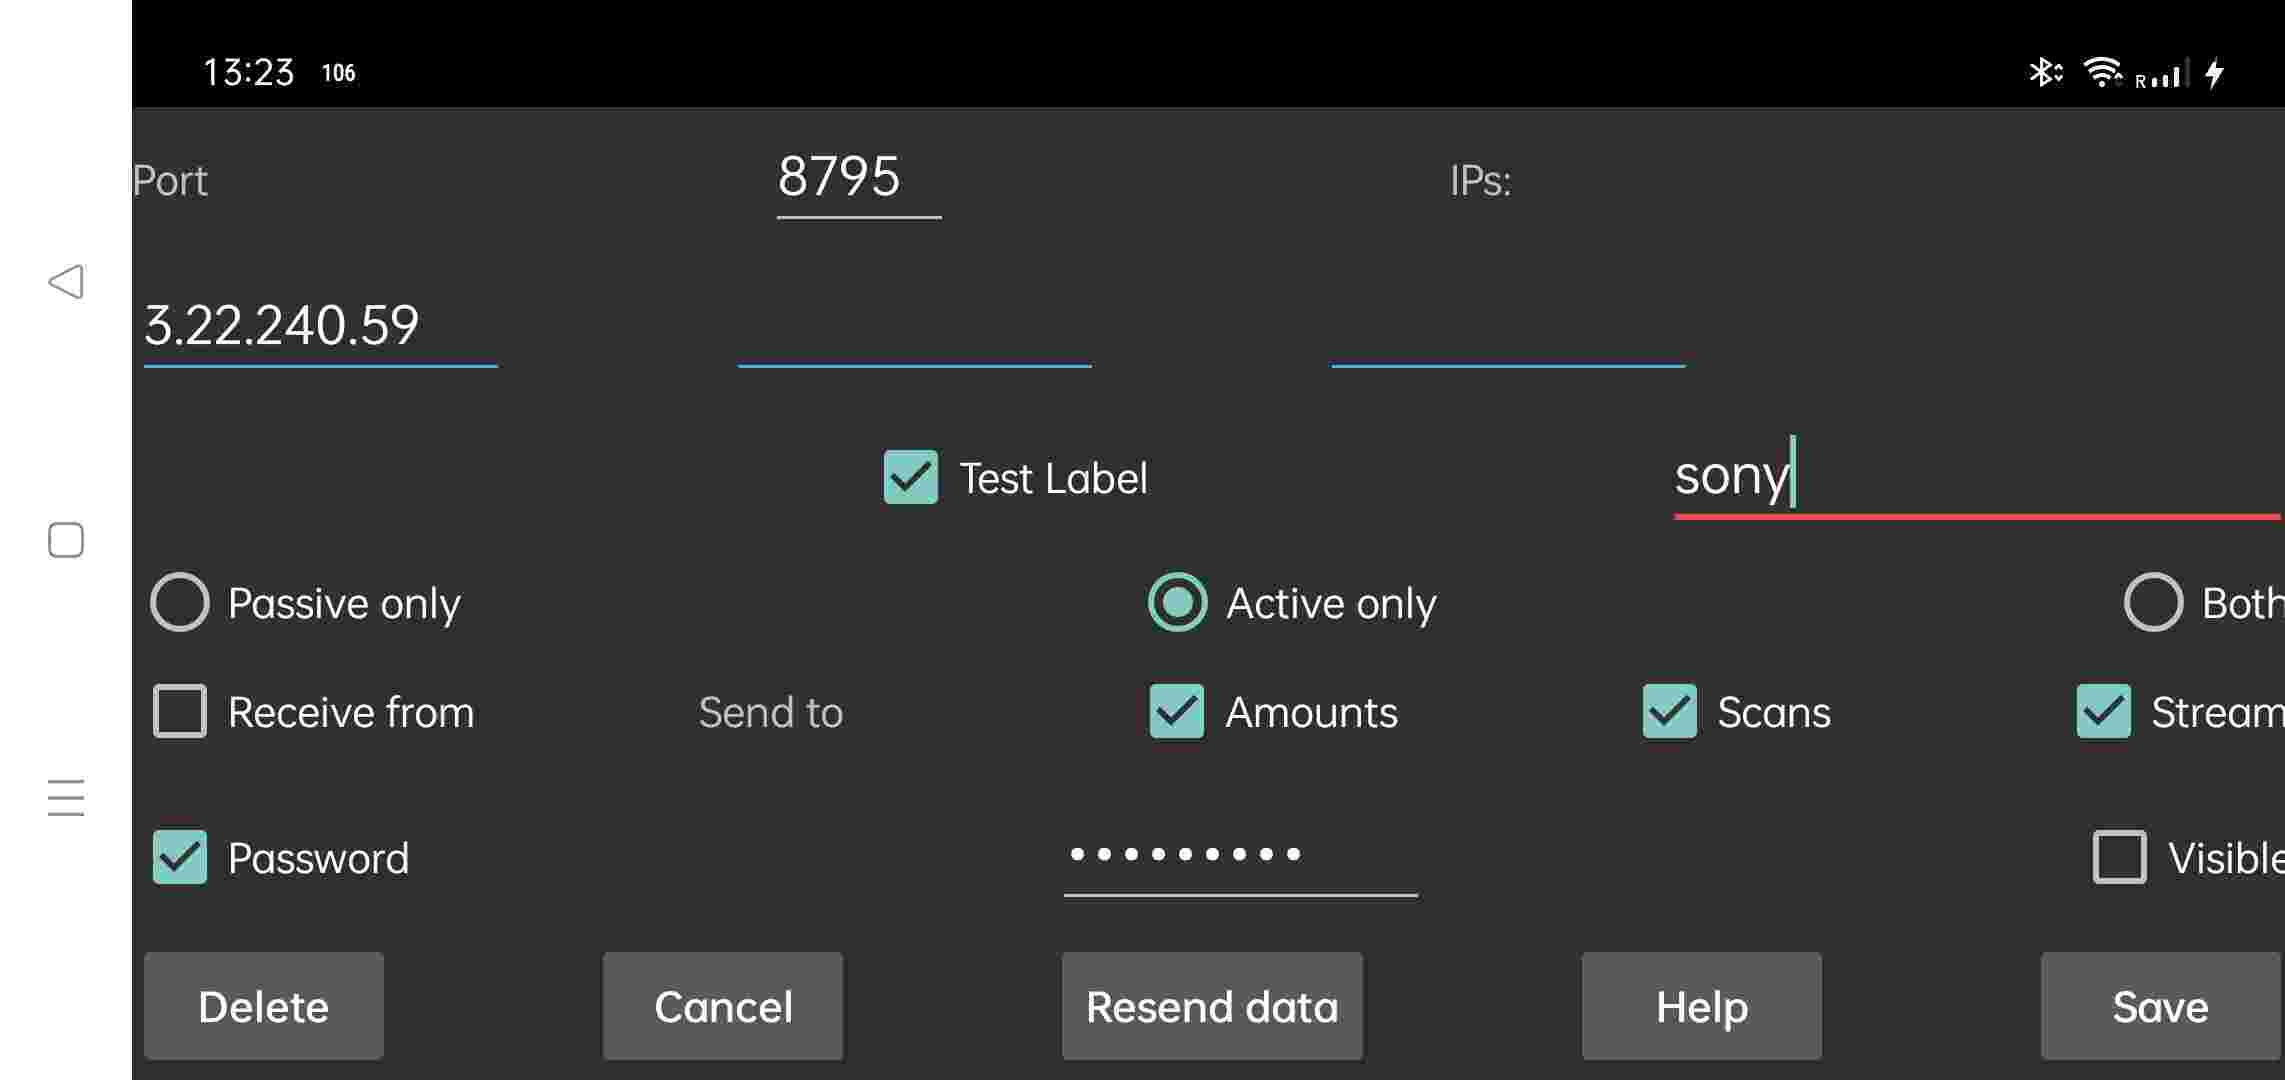 13:23 106 R
Port 8795 IPs:
3.22.240.59
Test Label sony
Passive only Active only Both
Receive from Send to Amounts Scans Stream
Password ••••••••• Visible
Delete Cancel Resend data Help Save